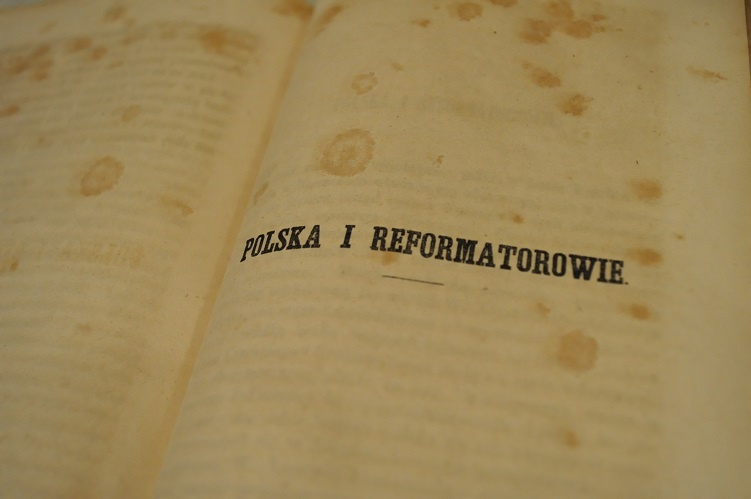 POLSKA I REFORMATOROWIE.